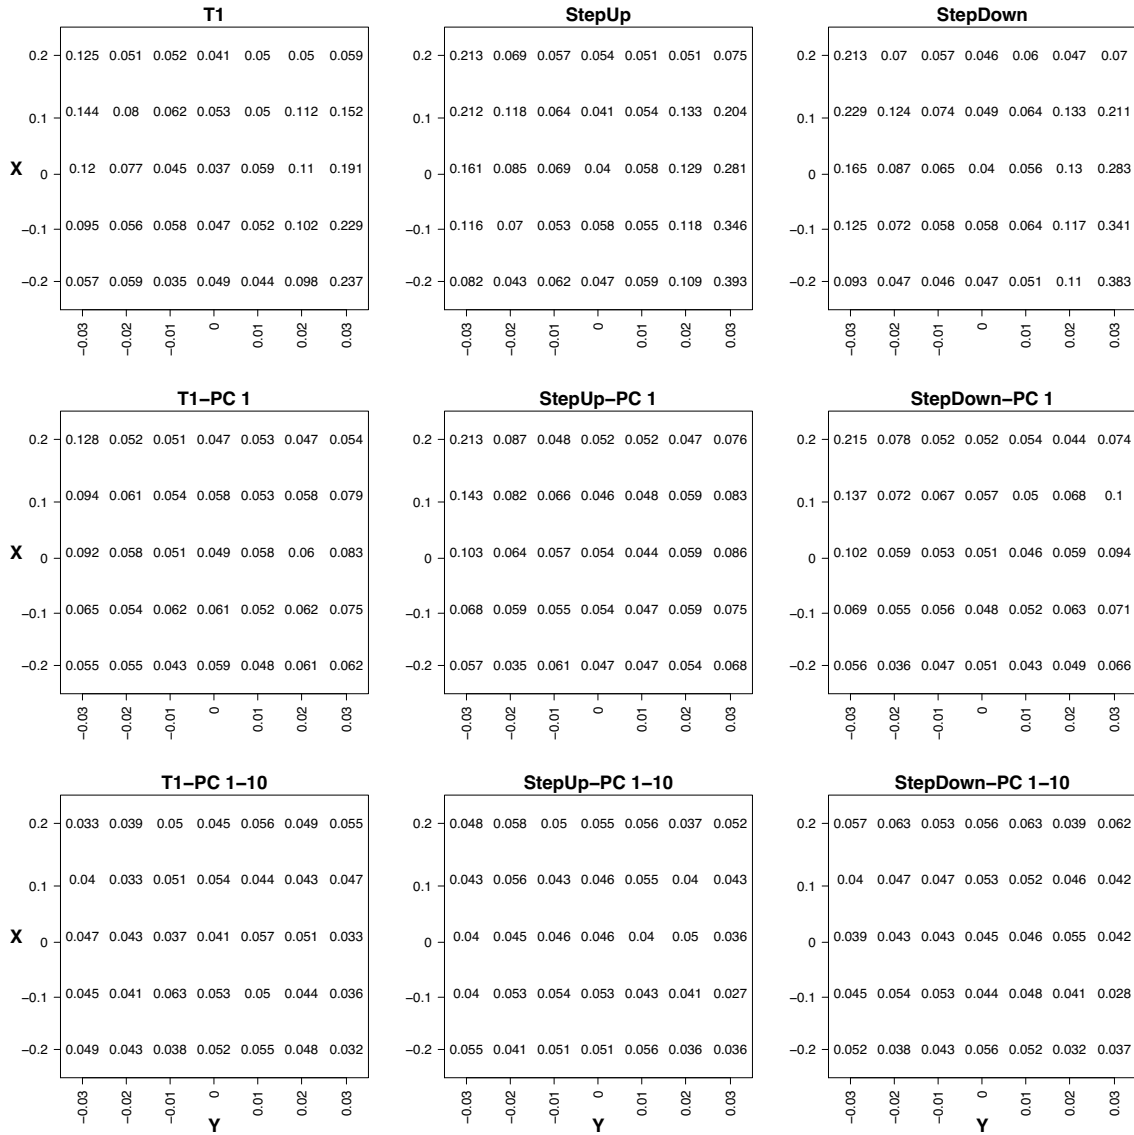 T1 StepUp StepDown
0.2 0.125 0.051 0.052 0.041 0.05 0.05 0.059 0.2 0.213 0.069 0.057 0.054 0.051 0.051 0.075 0.2 0.213 0.07 0.057 0.046 0.06 0.047 0.07
0.1 0.144 0.08 0.062 0.053 0.05 0.112 0.152 0.1 0.212 0.118 0.064 0.041 0.054 0.133 0.204 0.1 0.229 0.124 0.074 0.049 0.064 0.133 0.211
X 0 0.12 0.077 0.045 0.037 0.059 0.11 0.191 0 0.161 0.085 0.069 0.04 0.058 0.129 0.281 0 0.165 0.087 0.065 0.04 0.056 0.13 0.283
−0.1 0.095 0.056 0.058 0.047 0.052 0.102 0.229 −0.1 0.116 0.07 0.053 0.058 0.055 0.118 0.346 −0.1 0.125 0.072 0.058 0.058 0.064 0.117 0.341
−0.2 0.057 0.059 0.035 0.049 0.044 0.098 0.237 −0.2 0.082 0.043 0.062 0.047 0.059 0.109 0.393 −0.2 0.093 0.047 0.046 0.047 0.051 0.11 0.383
−0.03 −0.02 −0.01 0 0.01 0.02 0.03 −0.03 −0.02 −0.01 0 0.01 0.02 0.03 −0.03 −0.02 −0.01 0 0.01 0.02 0.03
T1−PC 1 StepUp−PC 1 StepDown−PC 1
0.2 0.128 0.052 0.051 0.047 0.053 0.047 0.054 0.2 0.213 0.087 0.048 0.052 0.052 0.047 0.076 0.2 0.215 0.078 0.052 0.052 0.054 0.044 0.074
0.1 0.094 0.061 0.054 0.058 0.053 0.058 0.079 0.1 0.143 0.082 0.066 0.046 0.048 0.059 0.083 0.1 0.137 0.072 0.067 0.057 0.05 0.068 0.1
X 0 0.092 0.058 0.051 0.049 0.058 0.06 0.083 0 0.103 0.064 0.057 0.054 0.044 0.059 0.086 0 0.102 0.059 0.053 0.051 0.046 0.059 0.094
−0.1 0.065 0.054 0.062 0.061 0.052 0.062 0.075 −0.1 0.068 0.059 0.055 0.054 0.047 0.059 0.075 −0.1 0.069 0.055 0.056 0.048 0.052 0.063 0.071
−0.2 0.055 0.055 0.043 0.059 0.048 0.061 0.062 −0.2 0.057 0.035 0.061 0.047 0.047 0.054 0.068 −0.2 0.056 0.036 0.047 0.051 0.043 0.049 0.066
−0.03 −0.02 −0.01 0 0.01 0.02 0.03 −0.03 −0.02 −0.01 0 0.01 0.02 0.03 −0.03 −0.02 −0.01 0 0.01 0.02 0.03
T1−PC 1−10 StepUp−PC 1−10 StepDown−PC 1−10
0.2 0.033 0.039 0.05 0.045 0.056 0.049 0.055 0.2 0.048 0.058 0.05 0.055 0.056 0.037 0.052 0.2 0.057 0.063 0.053 0.056 0.063 0.039 0.062
0.1 0.04 0.033 0.051 0.054 0.044 0.043 0.047 0.1 0.043 0.056 0.043 0.046 0.055 0.04 0.043 0.1 0.04 0.047 0.047 0.053 0.052 0.046 0.042
X 0 0.047 0.043 0.037 0.041 0.057 0.051 0.033 0 0.04 0.045 0.046 0.046 0.04 0.05 0.036 0 0.039 0.043 0.043 0.045 0.046 0.055 0.042
−0.1 0.045 0.041 0.063 0.053 0.05 0.044 0.036 −0.1 0.04 0.053 0.054 0.053 0.043 0.041 0.027 −0.1 0.045 0.054 0.053 0.044 0.048 0.041 0.028
−0.2 0.049 0.043 0.038 0.052 0.055 0.048 0.032 −0.2 0.055 0.041 0.051 0.051 0.056 0.036 0.036 −0.2 0.052 0.038 0.043 0.056 0.052 0.032 0.037
−0.03 −0.02 −0.01 0 0.01 0.02 0.03 −0.03 −0.02 −0.01 0 0.01 0.02 0.03 −0.03 −0.02 −0.01 0 0.01 0.02 0.03
Y Y Y